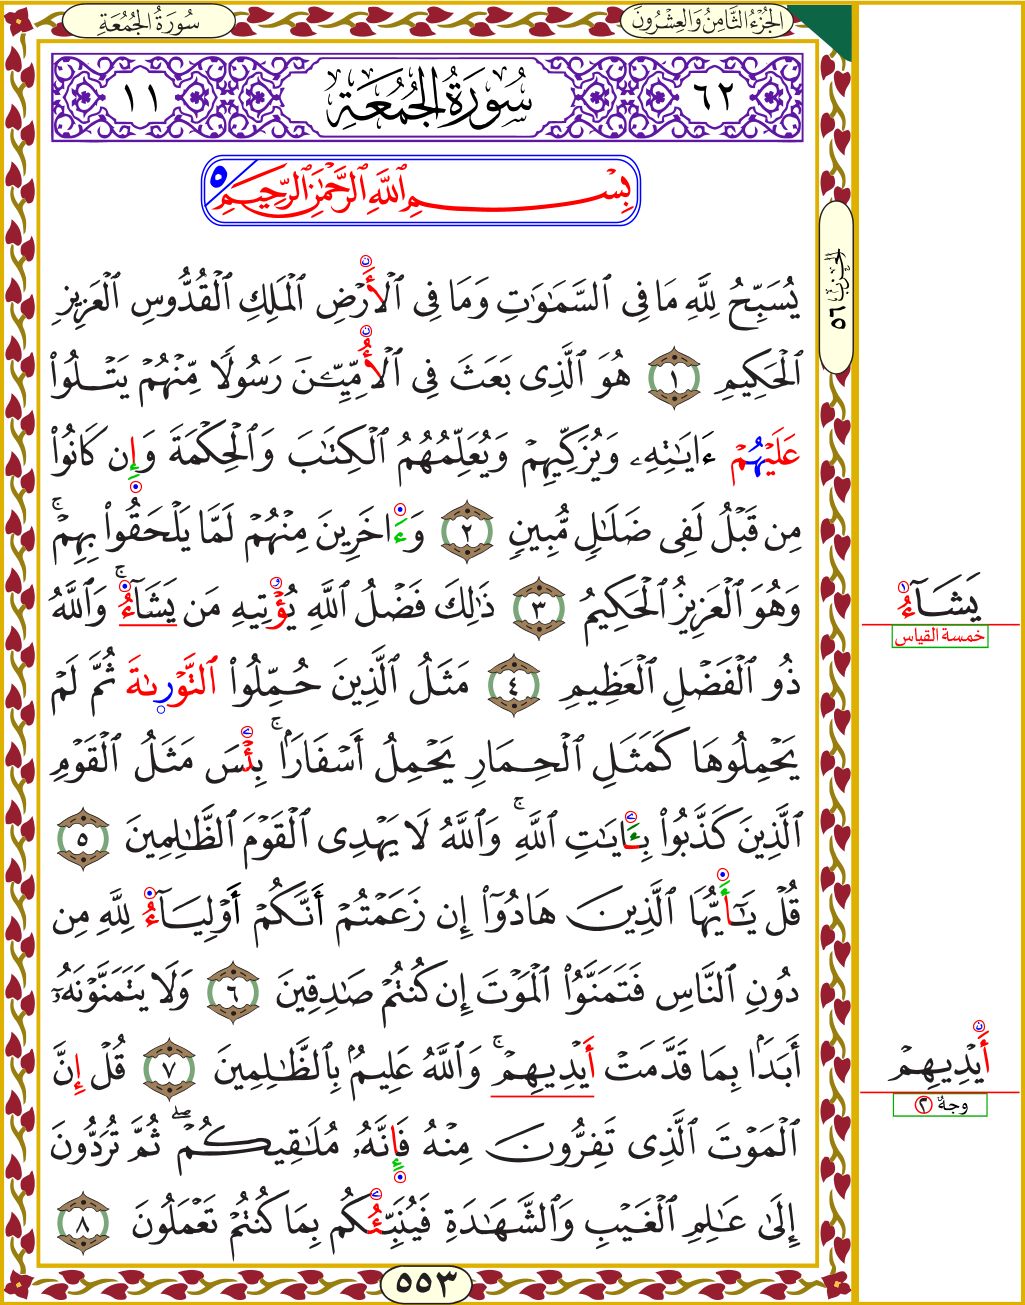 سُورَةُ الجُمُعَةِ
الجُزْءُ الثَّامِنُ وَالعِشْرُونَ
٦٢ سُورَةُ الجُمُعَةِ ١١
بِسْمِ ٱللَّهِ ٱلرَّحْمَٰنِ ٱلرَّحِيمِ ٥
يُسَبِّحُ لِلَّهِ مَا فِى ٱلسَّمَٰوَٰتِ وَمَا فِى ٱلْأَرْضِ ٱلْمَلِكِ ٱلْقُدُّوسِ ٱلْعَزِيزِ
ٱلْحَكِيمِ ١ هُوَ ٱلَّذِى بَعَثَ فِى ٱلْأُمِّيِّـۧنَ رَسُولًا مِّنْهُمْ يَتْلُوا۟
عَلَيْهُمْ ءَايَٰتِهِۦ وَيُزَكِّيهِمْ وَيُعَلِّمُهُمُ ٱلْكِتَٰبَ وَٱلْحِكْمَةَ وَإِن كَانُوا۟
مِن قَبْلُ لَفِى ضَلَٰلٍ مُّبِينٍ ٢ وَءَاخَرِينَ مِنْهُمْ لَمَّا يَلْحَقُوا۟ بِهِمْ ۚ
وَهُوَ ٱلْعَزِيزُ ٱلْحَكِيمُ ٣ ذَٰلِكَ فَضْلُ ٱللَّهِ يُؤْتِيهِ مَن يَشَآءُ ۚ وَٱللَّهُ
ذُو ٱلْفَضْلِ ٱلْعَظِيمِ ٤ مَثَلُ ٱلَّذِينَ حُمِّلُوا۟ ٱلتَّوْرَىٰةَ ثُمَّ لَمْ
يَحْمِلُوهَا كَمَثَلِ ٱلْحِمَارِ يَحْمِلُ أَسْفَارًۢا ۚ بِئْسَ مَثَلُ ٱلْقَوْمِ
ٱلَّذِينَ كَذَّبُوا۟ بِـَٔايَٰتِ ٱللَّهِ ۚ وَٱللَّهُ لَا يَهْدِى ٱلْقَوْمَ ٱلظَّٰلِمِينَ ٥
قُلْ يَٰٓأَيُّهَا ٱلَّذِينَ هَادُوٓا۟ إِن زَعَمْتُمْ أَنَّكُمْ أَوْلِيَآءُ لِلَّهِ مِن
دُونِ ٱلنَّاسِ فَتَمَنَّوُا۟ ٱلْمَوْتَ إِن كُنتُمْ صَٰدِقِينَ ٦ وَلَا يَتَمَنَّوْنَهُۥٓ
أَبَدًۢا بِمَا قَدَّمَتْ أَيْدِيهِمْ ۚ وَٱللَّهُ عَلِيمٌۢ بِٱلظَّٰلِمِينَ ٧ قُلْ إِنَّ
ٱلْمَوْتَ ٱلَّذِى تَفِرُّونَ مِنْهُ فَإِنَّهُۥ مُلَٰقِيكُمْ ۖ ثُمَّ تُرَدُّونَ
إِلَىٰ عَٰلِمِ ٱلْغَيْبِ وَٱلشَّهَٰدَةِ فَيُنَبِّئُكُم بِمَا كُنتُمْ تَعْمَلُونَ ٨
٥٥٣
الحزب ٥٦
يَشَآءُ
خمسة القياس
أَيْدِيهِمْ
وجهٌ ٢